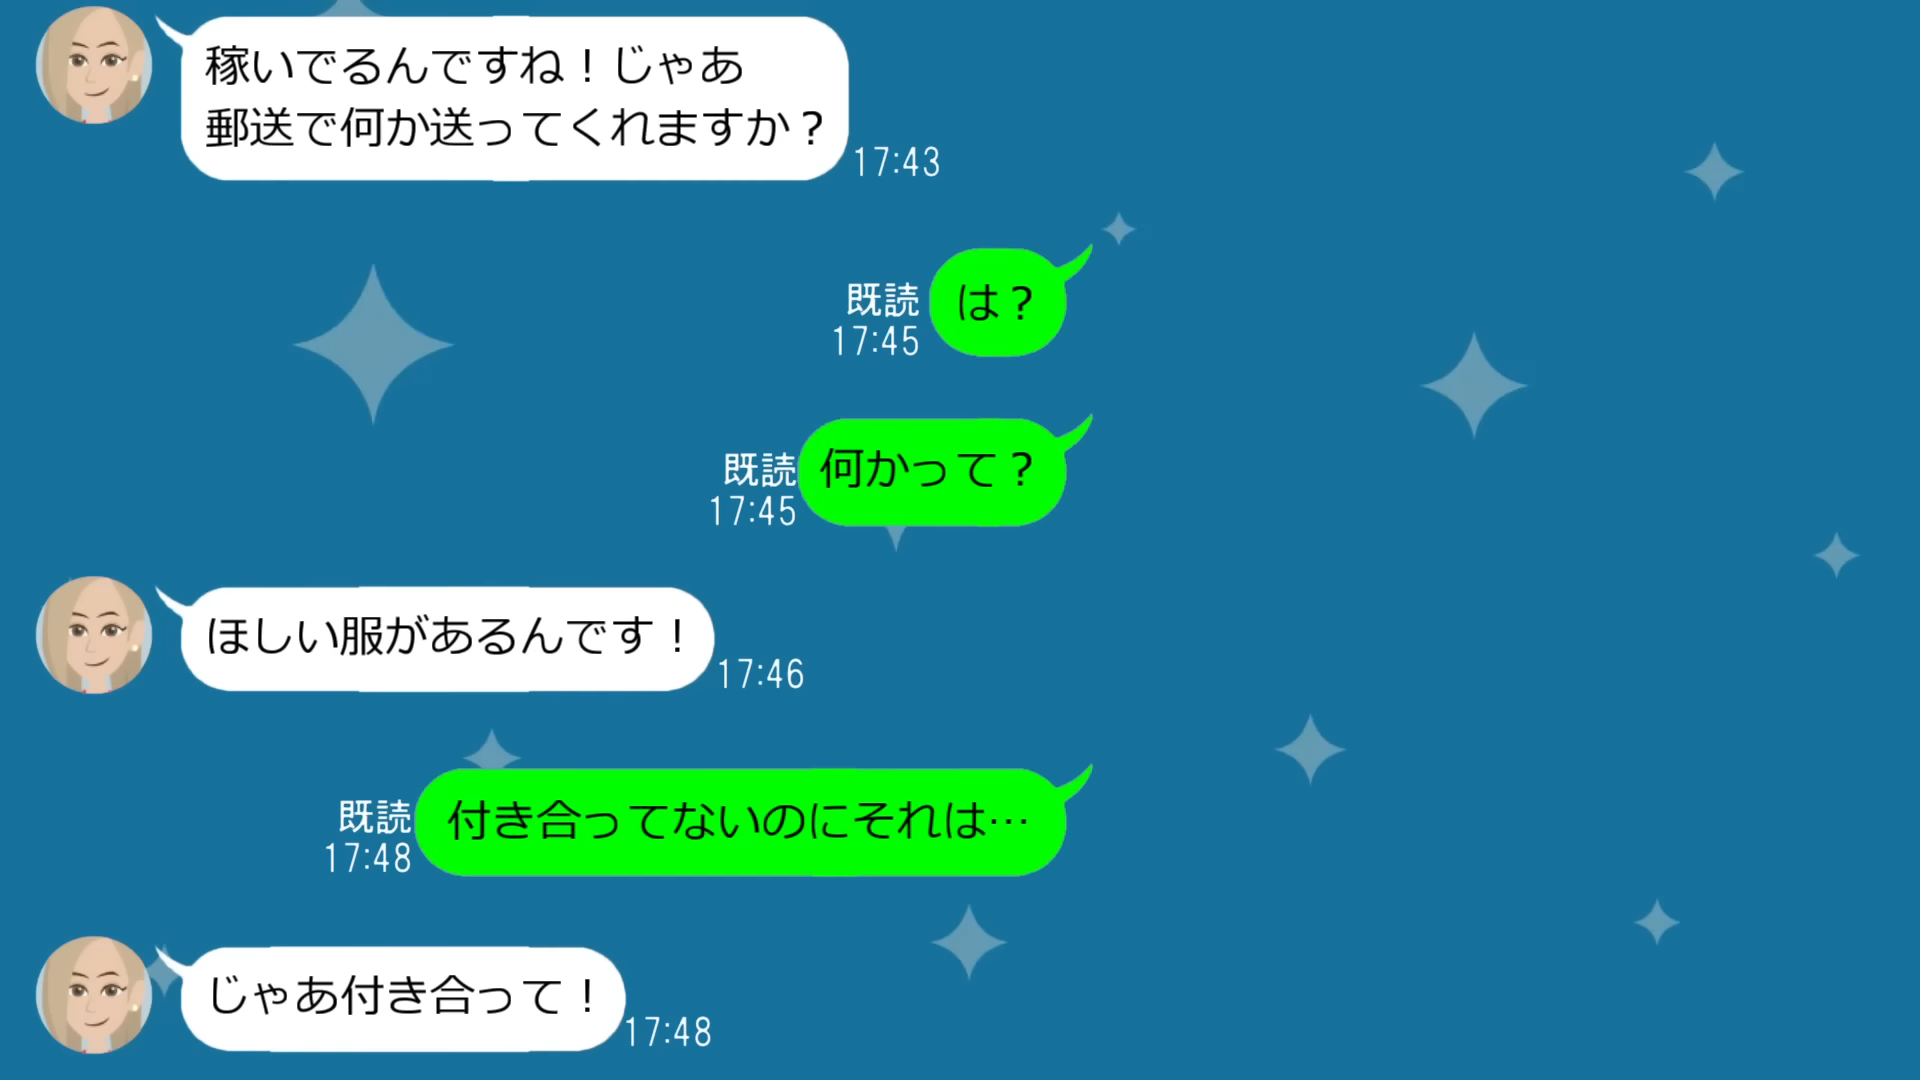 稼いでるんですね！じゃあ
郵送で何か送ってくれますか？
17:43
は？
既読
17:45
何かって？
既読
17:45
ほしい服があるんです！
17:46
付き合ってないのにそれは…
既読
17:48
じゃあ付き合って！
17:48